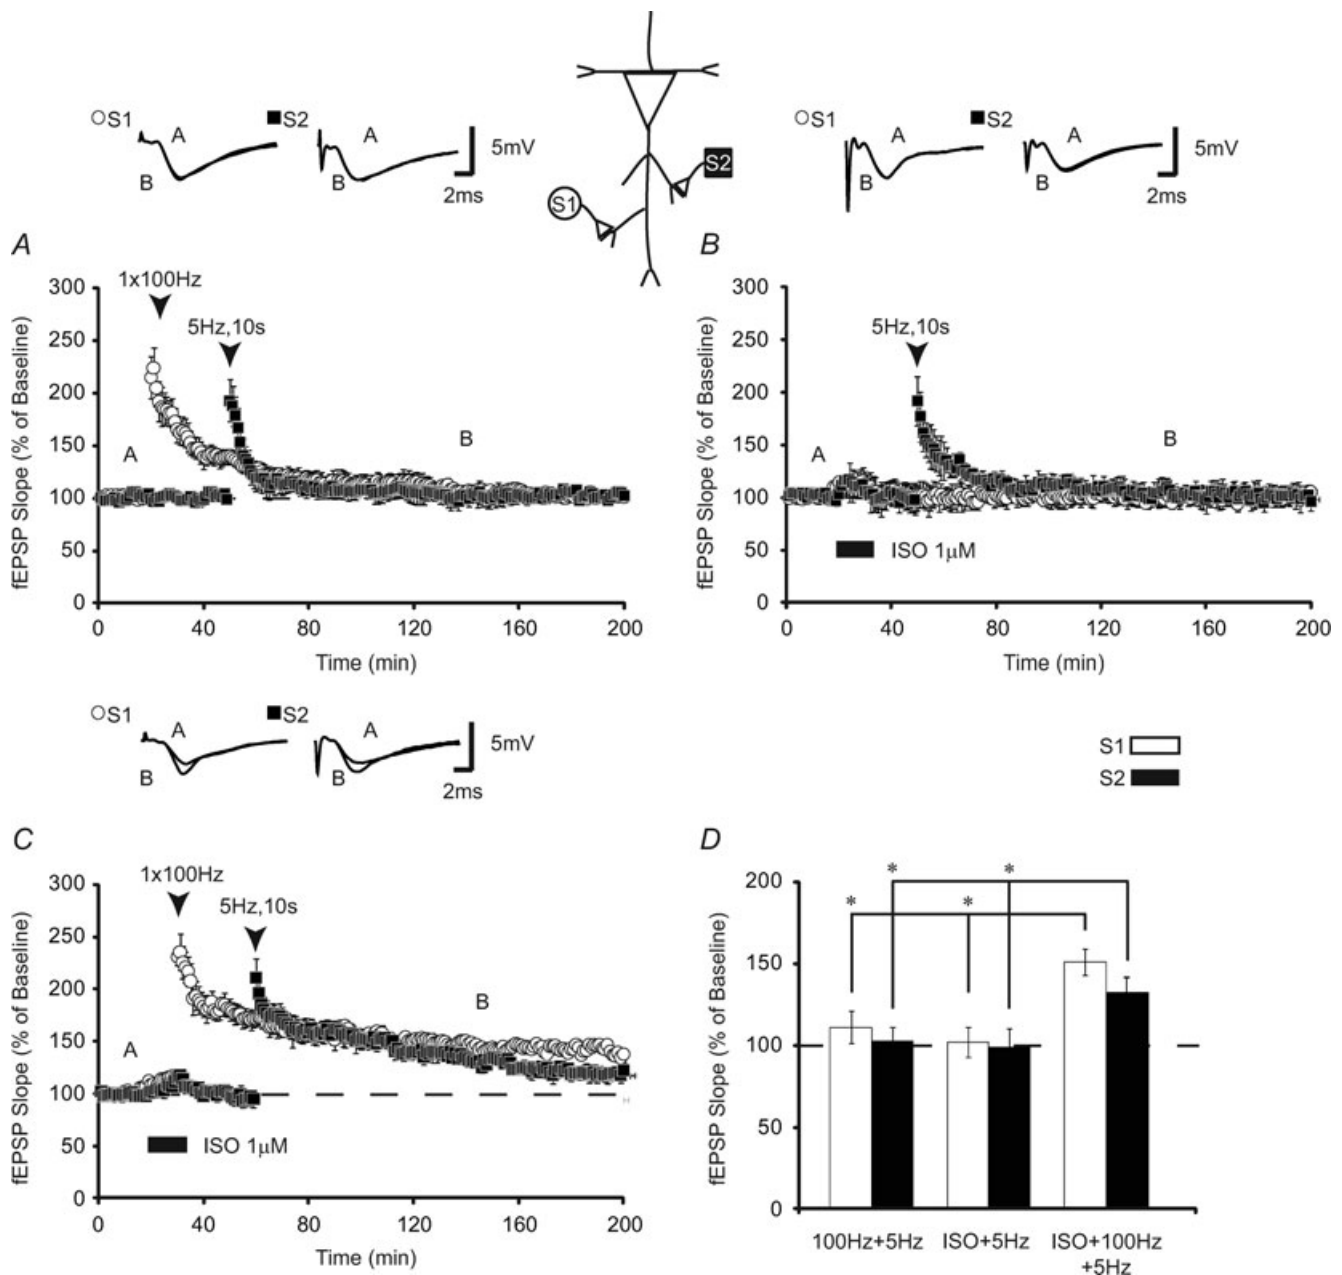 S1
A
B
S2
A
B
5mV
2ms
S1
S2
S1
A
B
S2
A
B
5mV
2ms
A
fEPSP Slope (% of Baseline)
300
250
200
150
100
50
0
1x100Hz
5Hz,10s
A
B
0 40 80 120 160 200
Time (min)
B
fEPSP Slope (% of Baseline)
300
250
200
150
100
50
0
5Hz,10s
A
B
ISO 1μM
0 40 80 120 160 200
Time (min)
S1
A
B
S2
A
B
5mV
2ms
S1
S2
C
fEPSP Slope (% of Baseline)
300
250
200
150
100
50
0
1x100Hz
5Hz,10s
A
B
ISO 1μM
0 40 80 120 160 200
Time (min)
D
fEPSP Slope (% of Baseline)
200
150
100
50
0
* *
* *
100Hz+5Hz
ISO+5Hz
ISO+100Hz
+5Hz